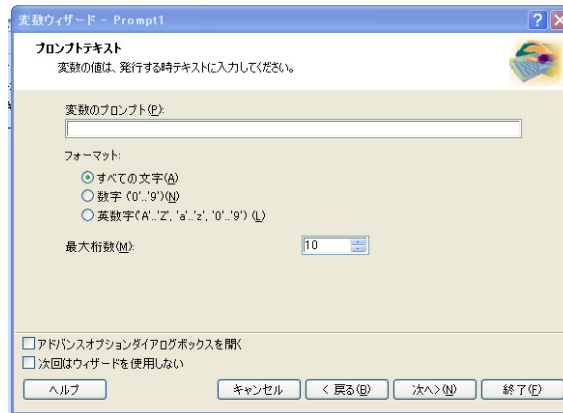 変数ウィザード - Prompt1
プロンプトテキスト
変数の値は、発行する時テキストに入力してください。
変数のプロンプト(P):
フォーマット:
すべての文字(A)
数字 ('0'..'9')(N)
英数字('A'..'Z', 'a'..'z', '0'..'9') (L)
最大桁数(M): 10
アドバンスオプションダイアログボックスを開く
次回はウィザードを使用しない
ヘルプ キャンセル < 戻る(B) 次へ>(N) 終了(F)